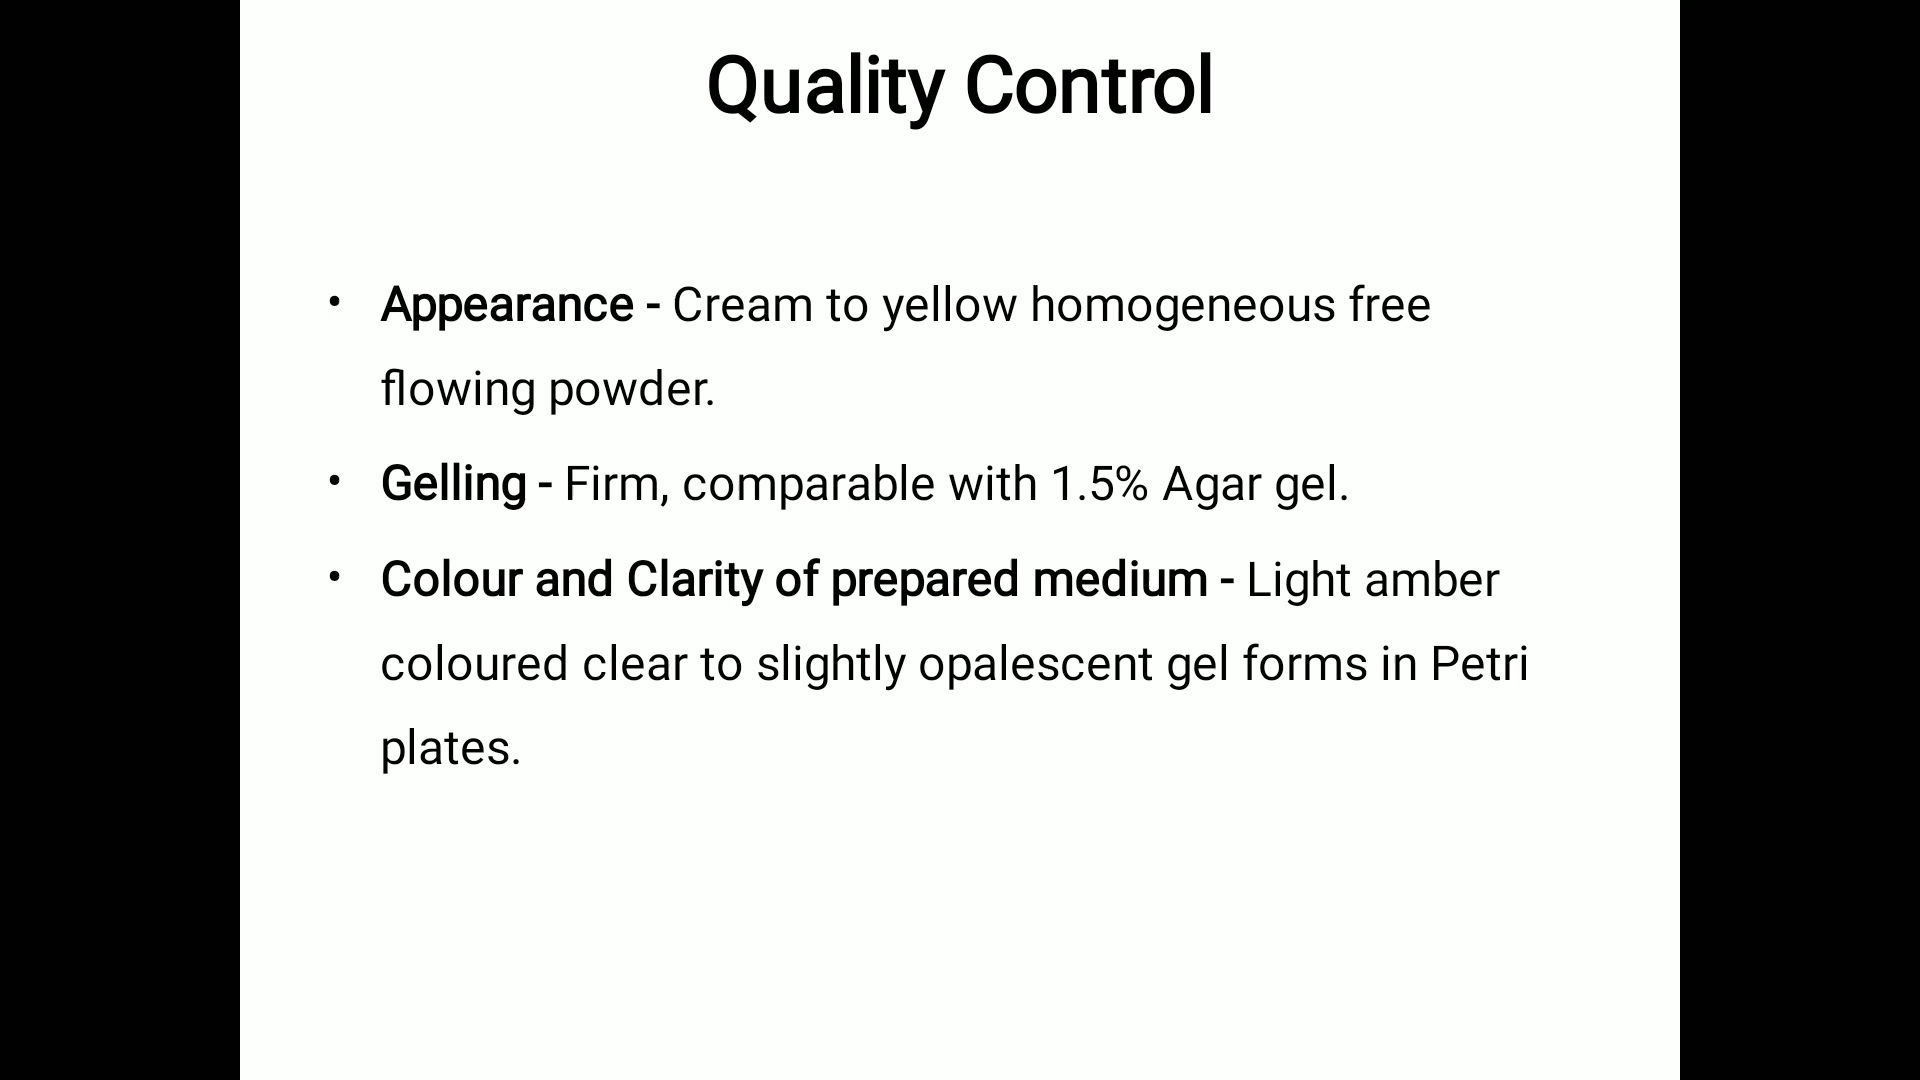 Quality Control
• Appearance - Cream to yellow homogeneous free
flowing powder.
• Gelling - Firm, comparable with 1.5% Agar gel.
• Colour and Clarity of prepared medium - Light amber
coloured clear to slightly opalescent gel forms in Petri
plates.